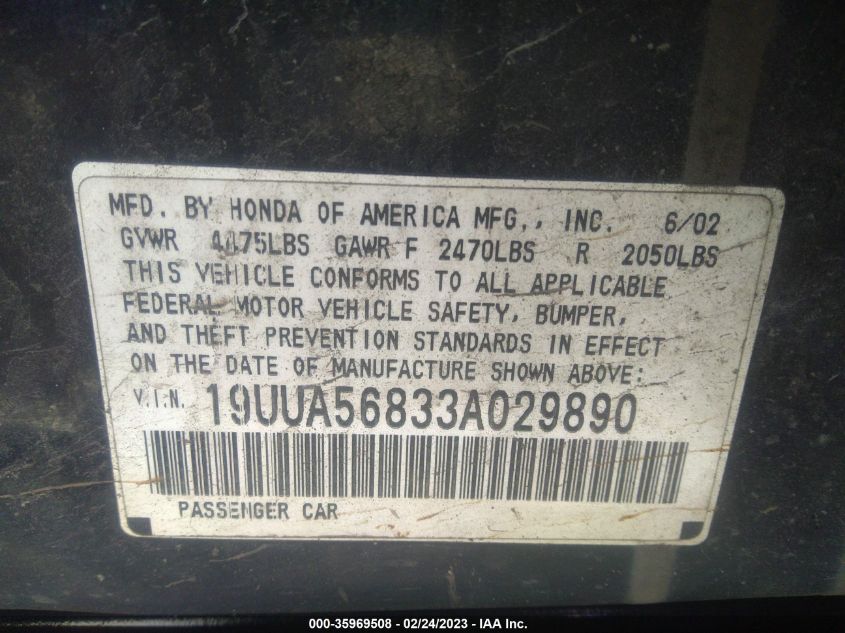 MFD. BY HONDA OF AMERICA MFG., INC. 6/02
GVWR 4475LBS GAWR F 2470LBS R 2050LBS
THIS VEHICLE CONFORMS TO ALL APPLICABLE
FEDERAL MOTOR VEHICLE SAFETY, BUMPER,
AND THEFT PREVENTION STANDARDS IN EFFECT
ON THE DATE OF MANUFACTURE SHOWN ABOVE:
V.I.N. 19UUA56833A029890
PASSENGER CAR
000-35969508 - 02/24/2023 - IAA Inc.